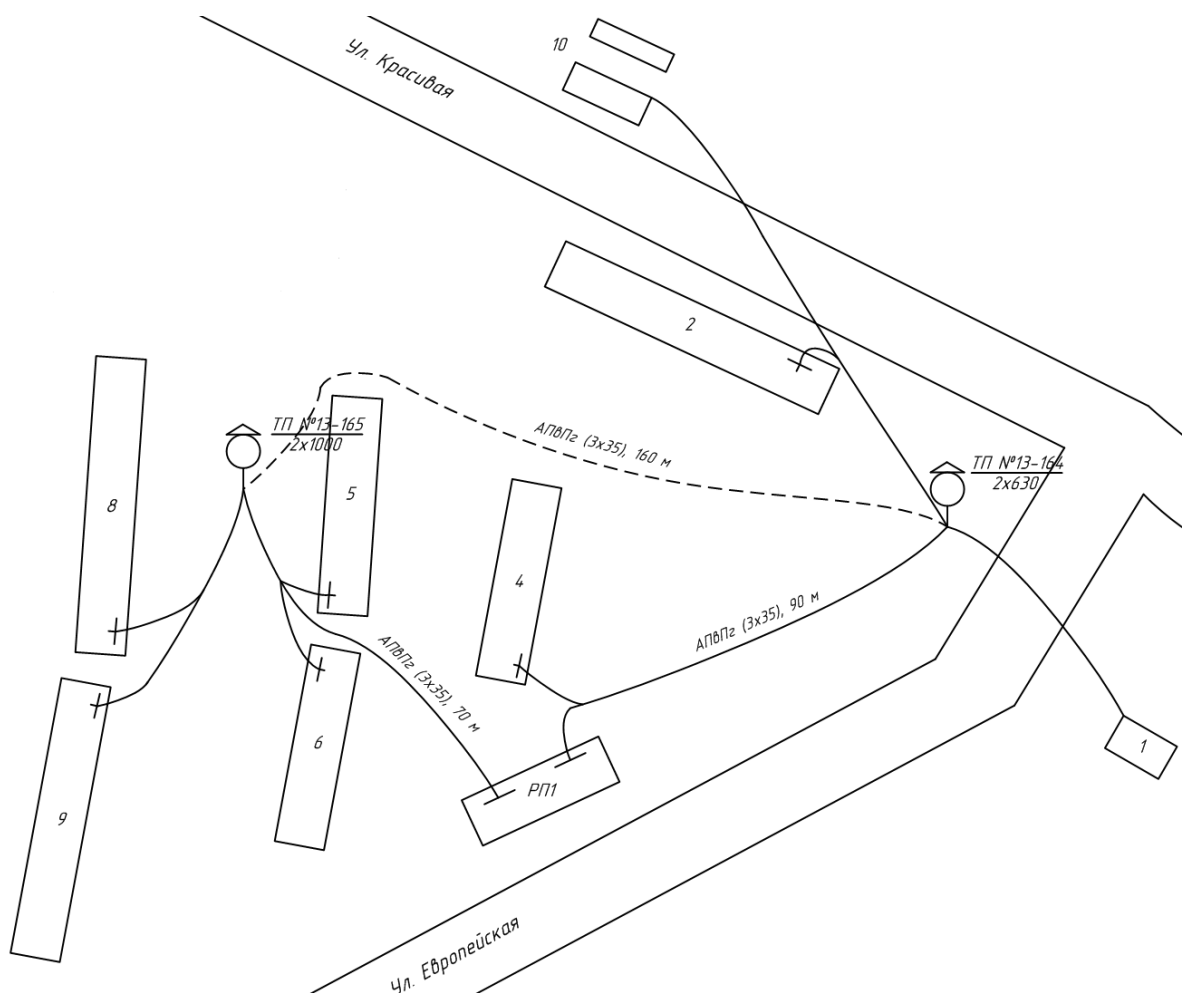 10
Ул. Красивая
2
АПвПг (3х35), 160 м
ТП №13-165
2х1000
ТП №13-164
2х630
8
5
4
АПвПг (3х35), 90 м
АПвПг (3х35), 70 м
6
1
РП1
9
Ул. Европейская